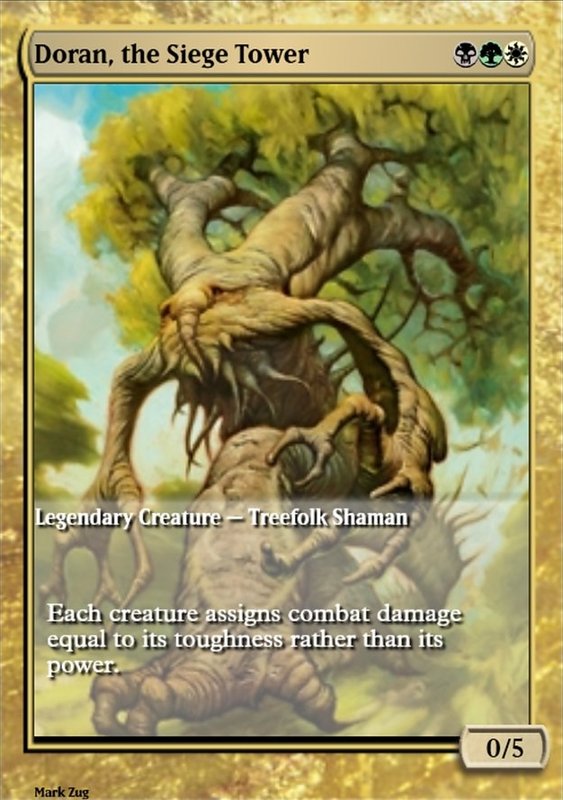 Doran, the Siege Tower
Legendary Creature — Treefolk Shaman
Each creature assigns combat damage
equal to its toughness rather than its
power.
0/5
Mark Zug